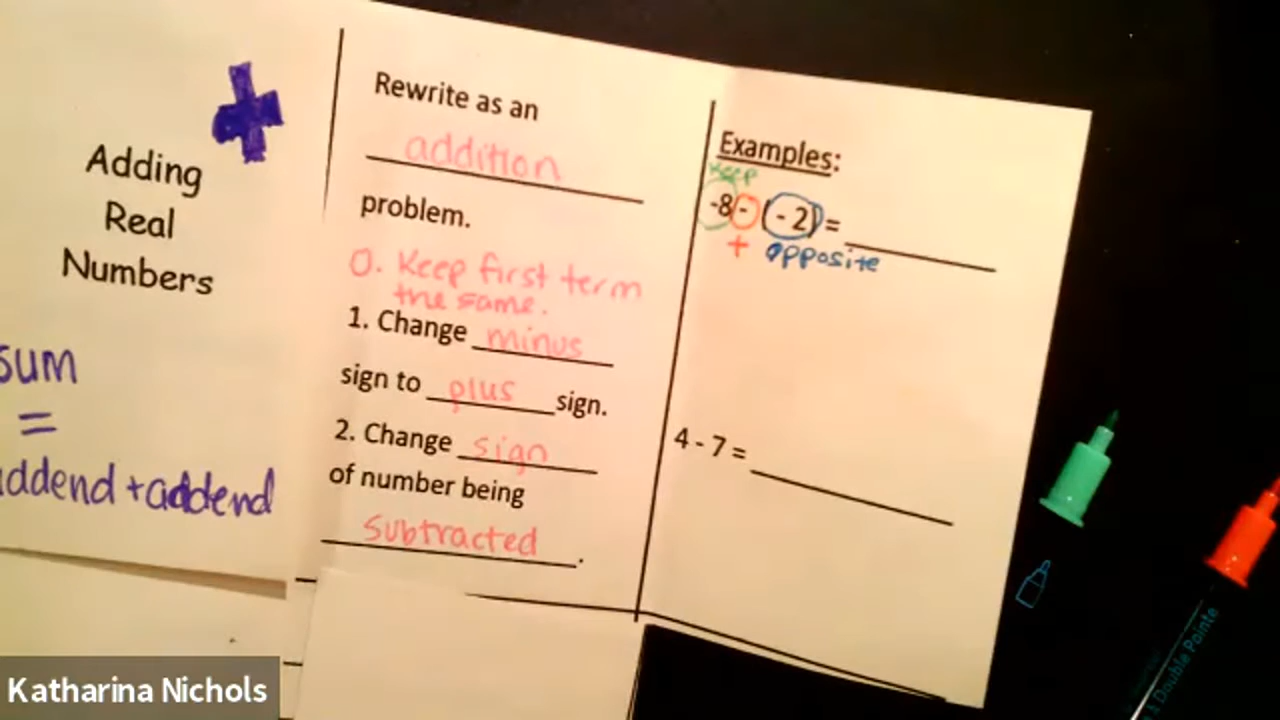 Adding
Real
Numbers
sum
=
addend + addend
Rewrite as an
addition
problem.
0. Keep first term
the same.
1. Change minus
sign to plus sign.
2. Change sign
of number being
subtracted.
Examples:
keep
-8 - (- 2) =
+ opposite
4 - 7 =
Double Pointe
Katharina Nichols